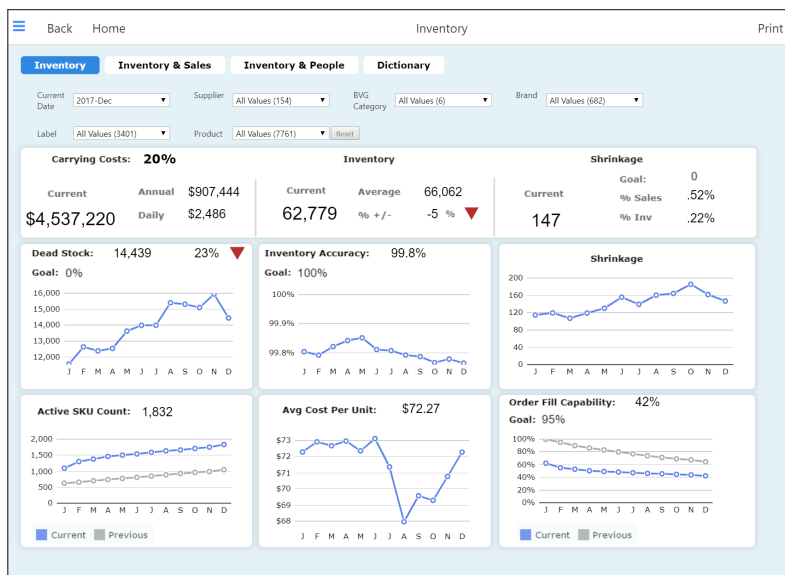 Back Home Inventory Print
Inventory Inventory & Sales Inventory & People Dictionary
Current Date 2017-Dec Supplier All Values (154) BVG Category All Values (6) Brand All Values (682)
Label All Values (3401) Product All Values (7761) Reset
Carrying Costs: 20%
Current Annual $907,444
$4,537,220 Daily $2,486
Inventory
Current Average 66,062
62,779 % +/- -5 %
Shrinkage
Goal: 0
Current % Sales .52%
147 % Inv .22%
Dead Stock: 14,439 23%
Goal: 0%
16,000
15,000
14,000
13,000
12,000
J F M A M J J A S O N D
Inventory Accuracy: 99.8%
Goal: 100%
100%
99.9%
99.8%
J F M A M J J A S O N D
Shrinkage
200
160
120
80
40
0
J F M A M J J A S O N D
Active SKU Count: 1,832
2,000
1,500
1,000
500
0
J F M A M J J A S O N D
Current Previous
Avg Cost Per Unit: $72.27
$73
$72
$71
$70
$69
$68
J F M A M J J A S O N D
Order Fill Capability: 42%
Goal: 95%
100%
80%
60%
40%
20%
0%
J F M A M J J A S O N D
Current Previous